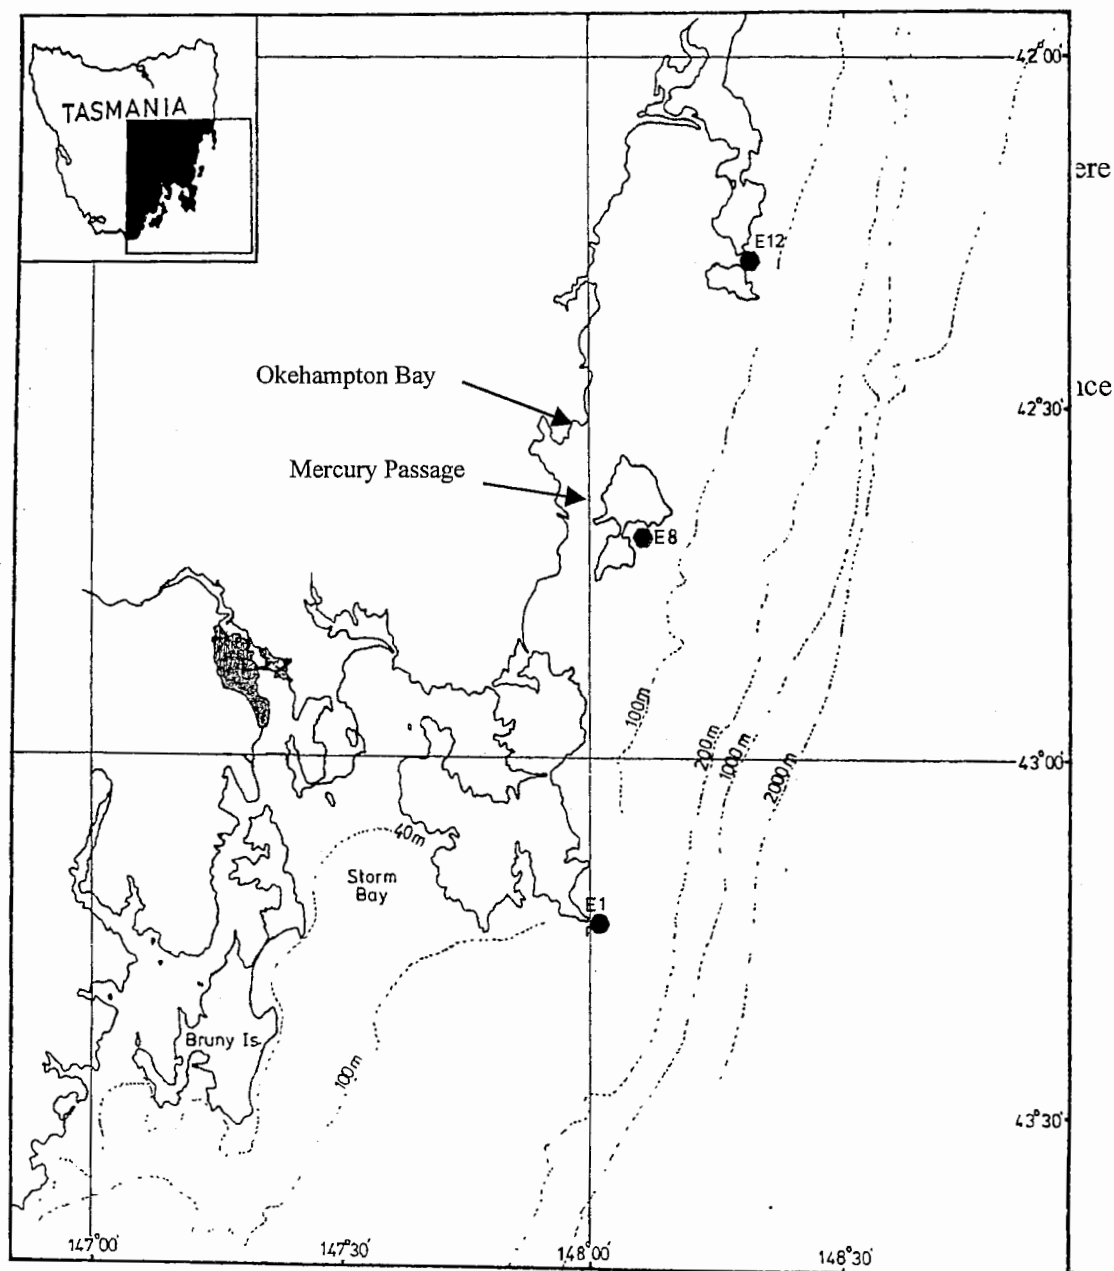 TASMANIA
42°00'
ere
E12
Okehampton Bay
nce
42°30'
Mercury Passage
E8
100m
200m
1000m
2000m
43°00'
40m
Storm
Bay
E1
Bruny Is
100m
43°30'
147°00'
147°30'
148°00'
148°30'